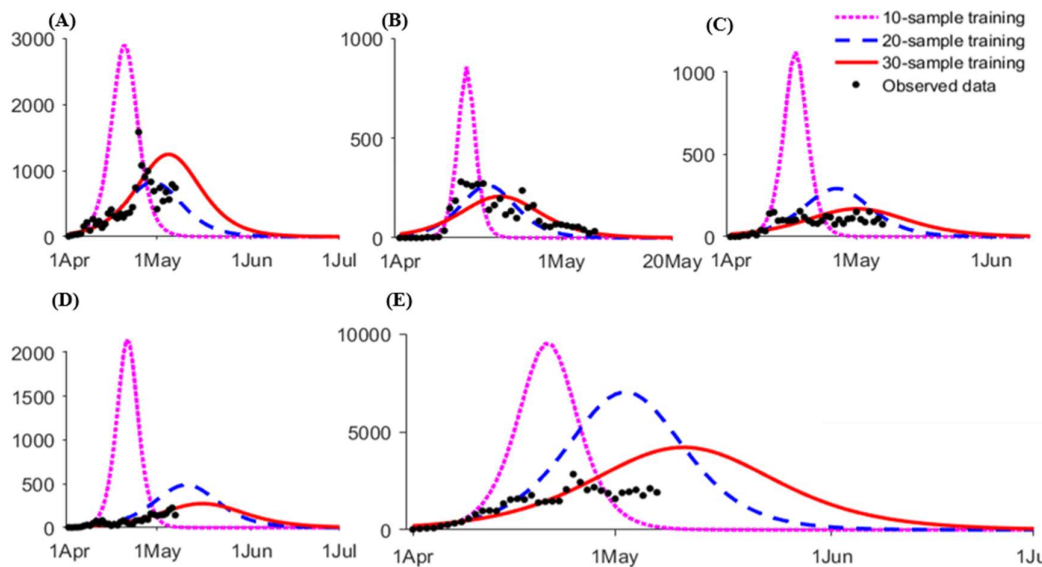 (A)
3000
2000
1000
0
1Apr 1May 1Jun 1Jul
(B)
1000
500
0
1Apr 1May 20May
(C)
1000
500
0
1Apr 1May 1Jun
10-sample training
20-sample training
30-sample training
Observed data
(D)
2000
1500
1000
500
0
1Apr 1May 1Jun 1Jul
(E)
10000
5000
0
1Apr 1May 1Jun 1Ju